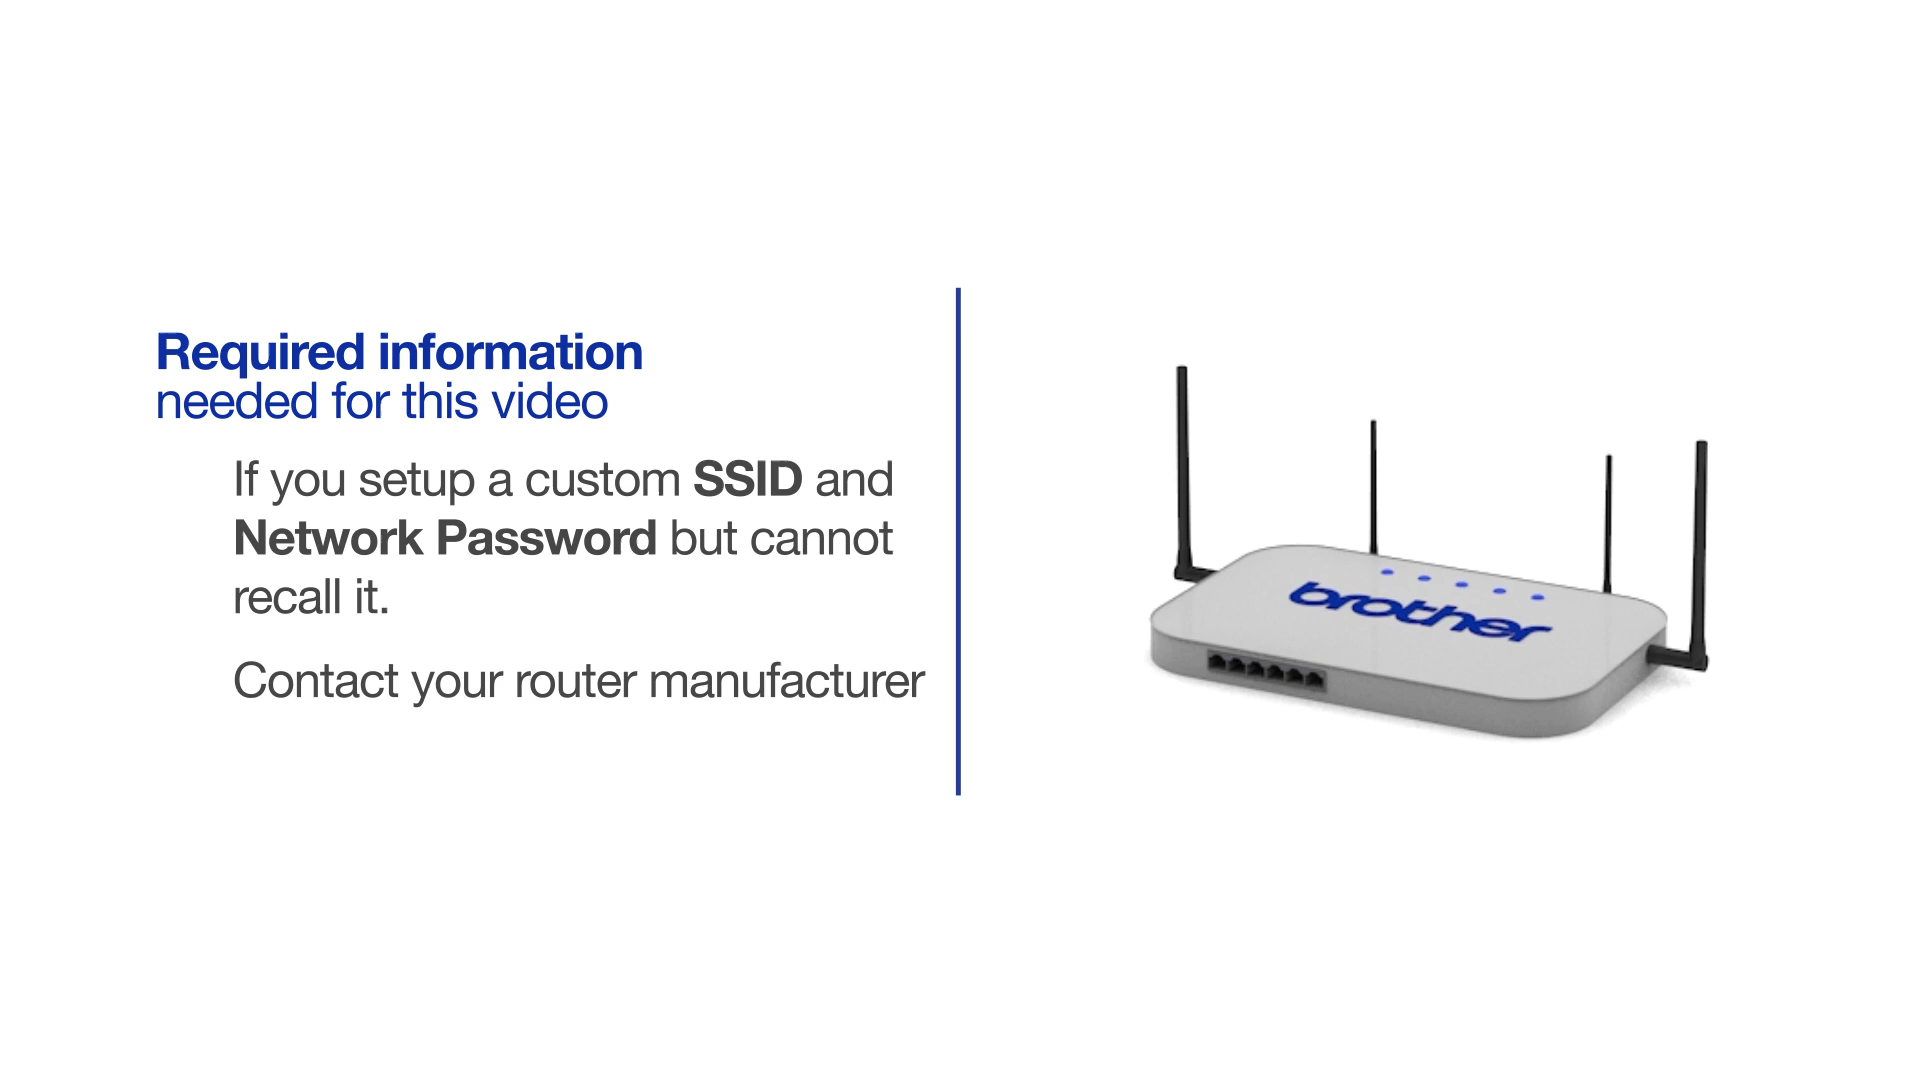 Required information
needed for this video
If you setup a custom SSID and
Network Password but cannot
recall it.
Contact your router manufacturer
brother